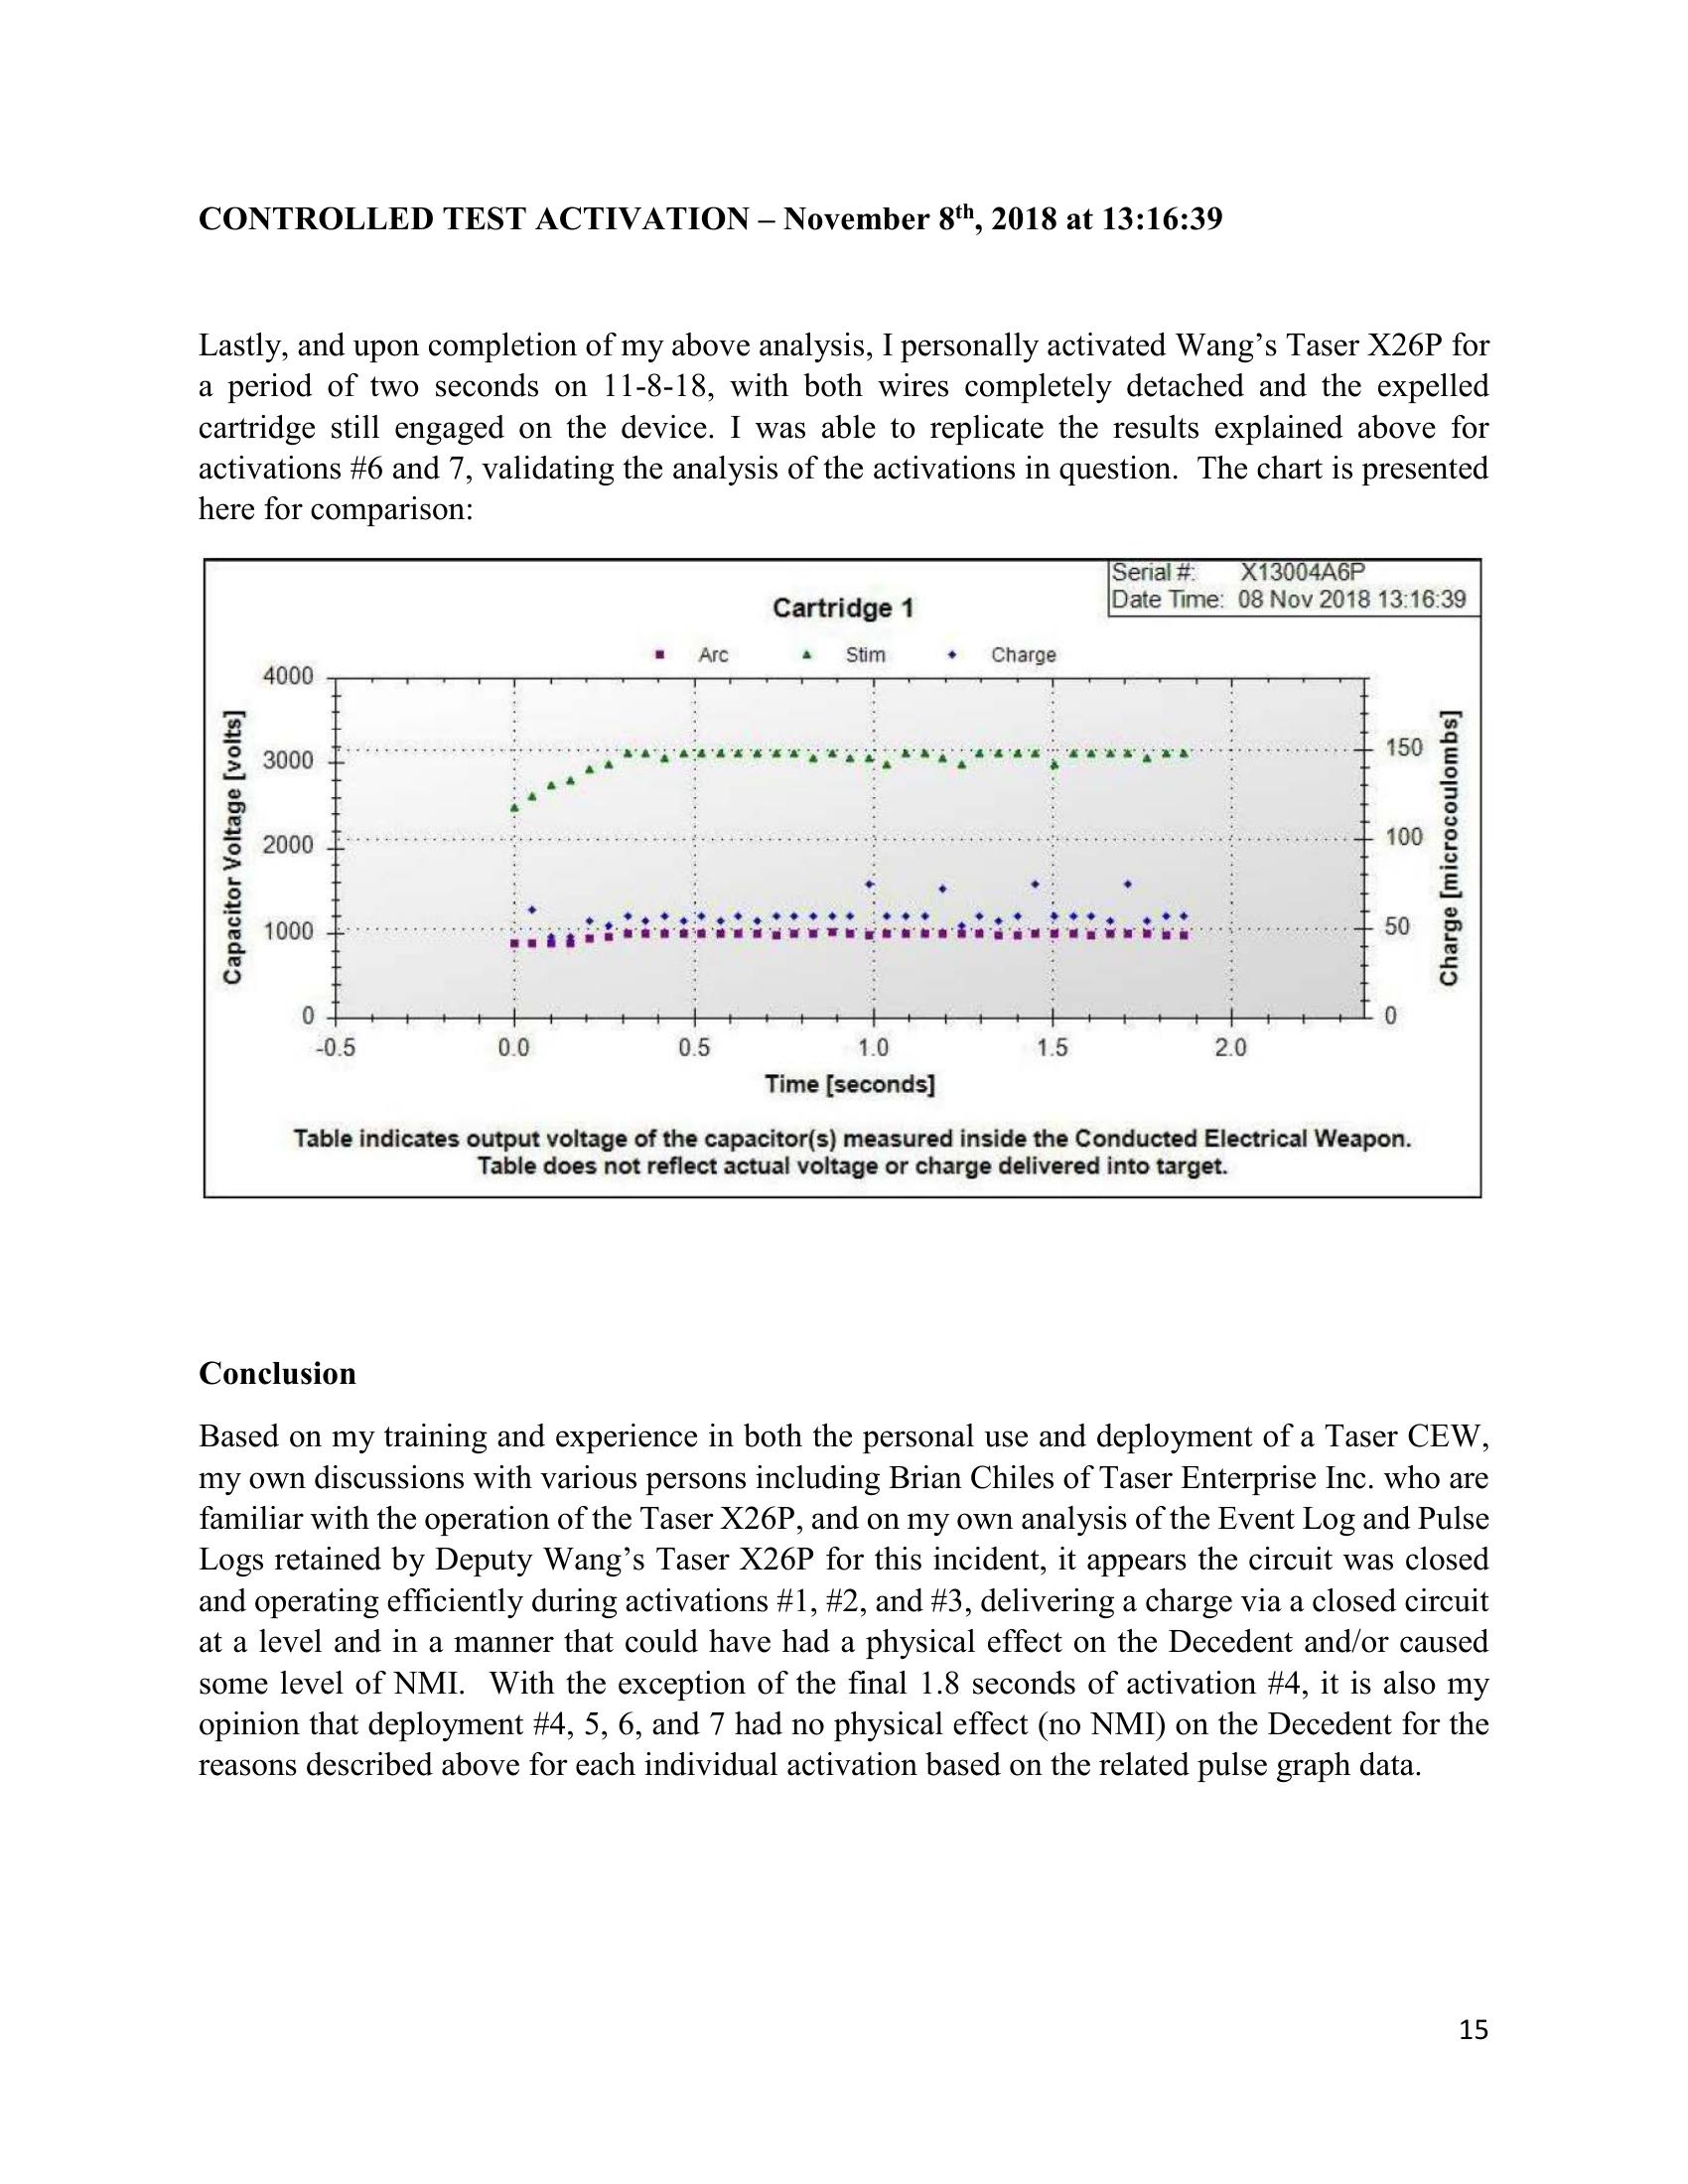 CONTROLLED TEST ACTIVATION – November 8th, 2018 at 13:16:39
Lastly, and upon completion of my above analysis, I personally activated Wang’s Taser X26P for
a period of two seconds on 11-8-18, with both wires completely detached and the expelled
cartridge still engaged on the device. I was able to replicate the results explained above for
activations #6 and 7, validating the analysis of the activations in question.  The chart is presented
here for comparison:
Serial #: X13004A6P
Date Time: 08 Nov 2018 13:16:39
Cartridge 1
Arc Stim Charge
Capacitor Voltage [volts]
4000
3000
2000
1000
0
150
100
50
0
Charge [microcoulombs]
-0.5 0.0 0.5 1.0 1.5 2.0
Time [seconds]
Table indicates output voltage of the capacitor(s) measured inside the Conducted Electrical Weapon.
Table does not reflect actual voltage or charge delivered into target.
Conclusion
Based on my training and experience in both the personal use and deployment of a Taser CEW,
my own discussions with various persons including Brian Chiles of Taser Enterprise Inc. who are
familiar with the operation of the Taser X26P, and on my own analysis of the Event Log and Pulse
Logs retained by Deputy Wang’s Taser X26P for this incident, it appears the circuit was closed
and operating efficiently during activations #1, #2, and #3, delivering a charge via a closed circuit
at a level and in a manner that could have had a physical effect on the Decedent and/or caused
some level of NMI.  With the exception of the final 1.8 seconds of activation #4, it is also my
opinion that deployment #4, 5, 6, and 7 had no physical effect (no NMI) on the Decedent for the
reasons described above for each individual activation based on the related pulse graph data.
15